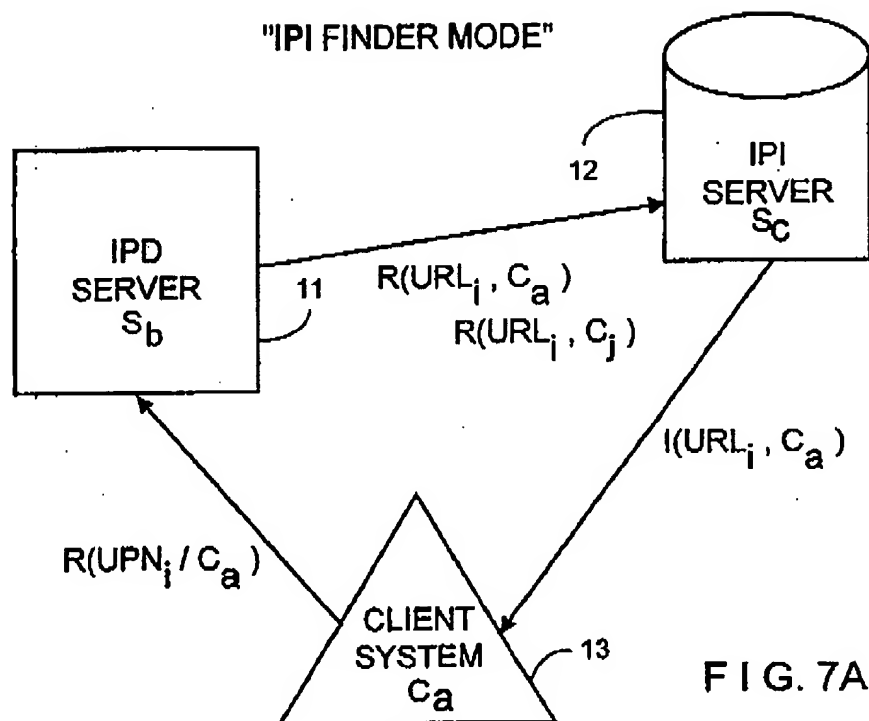 "IPI FINDER MODE"
12
IPI
SERVER
Sc
IPD
SERVER
Sb
11
R(URLi , Ca)
R(URLi , Cj)
I(URLi , Ca)
R(UPNi / Ca)
CLIENT
SYSTEM
Ca
13
FIG. 7A